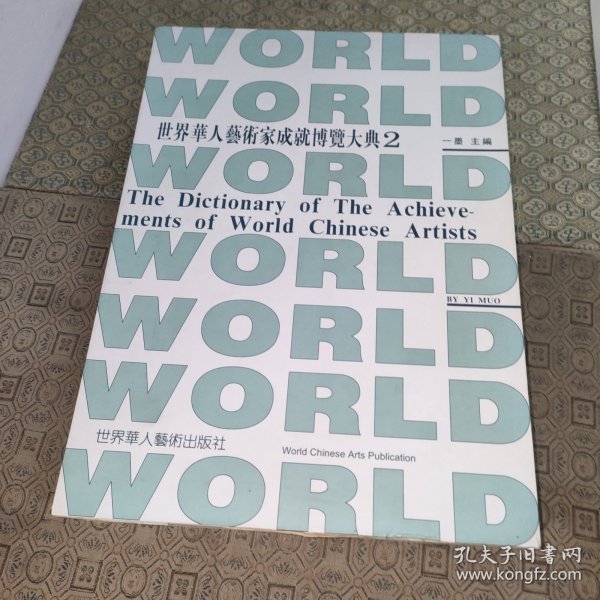 WORLD
WORLD
世界華人藝術家成就博覽大典2
一墨 主編
WORLD
The Dictionary of The Achieve-
ments of World Chinese Artists
WORLD
BY YI MUO
WORLD
WORLD
世界華人藝術出版社
World Chinese Arts Publication
WORLD
孔夫子旧书网
www.kongfz.com